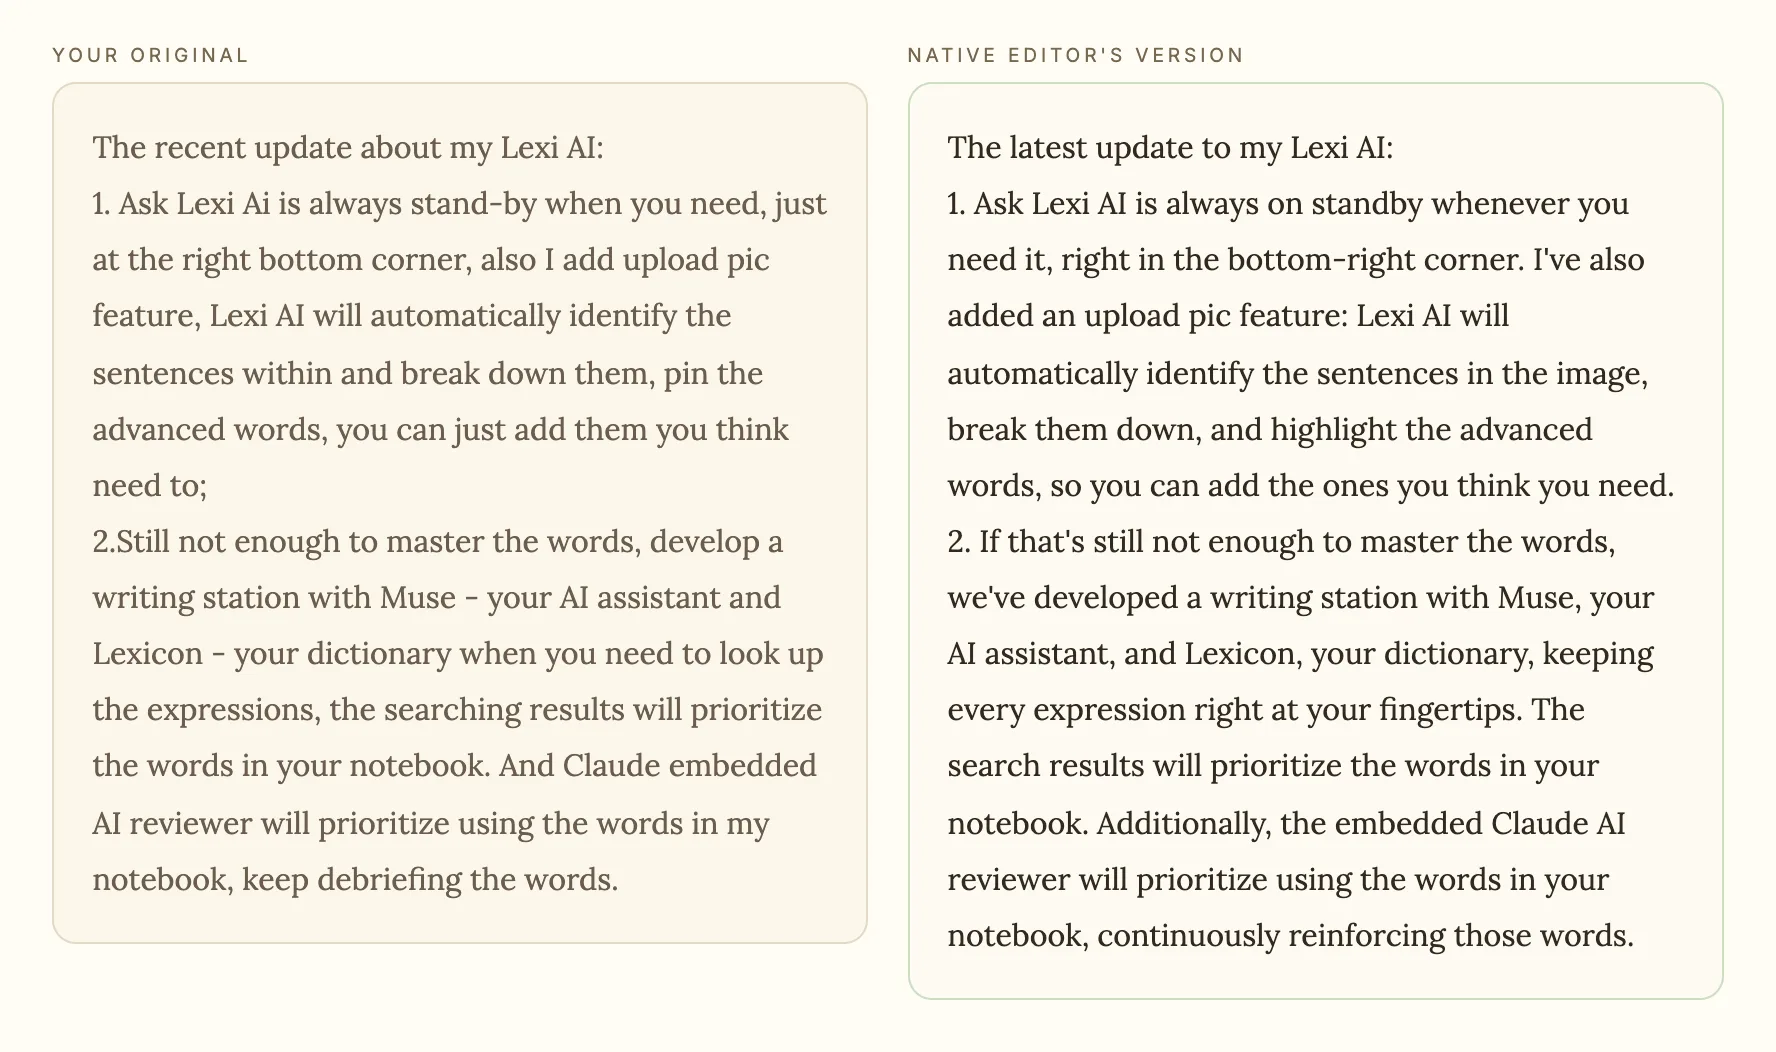 YOUR ORIGINAL
The recent update about my Lexi AI:
1. Ask Lexi Ai is always stand-by when you need, just
at the right bottom corner, also I add upload pic
feature, Lexi AI will automatically identify the
sentences within and break down them, pin the
advanced words, you can just add them you think
need to;
2.Still not enough to master the words, develop a
writing station with Muse - your AI assistant and
Lexicon - your dictionary when you need to look up
the expressions, the searching results will prioritize
the words in your notebook. And Claude embedded
AI reviewer will prioritize using the words in my
notebook, keep debriefing the words.
NATIVE EDITOR'S VERSION
The latest update to my Lexi AI:
1. Ask Lexi AI is always on standby whenever you
need it, right in the bottom-right corner. I've also
added an upload pic feature: Lexi AI will
automatically identify the sentences in the image,
break them down, and highlight the advanced
words, so you can add the ones you think you need.
2. If that's still not enough to master the words,
we've developed a writing station with Muse, your
AI assistant, and Lexicon, your dictionary, keeping
every expression right at your fingertips. The
search results will prioritize the words in your
notebook. Additionally, the embedded Claude AI
reviewer will prioritize using the words in your
notebook, continuously reinforcing those words.